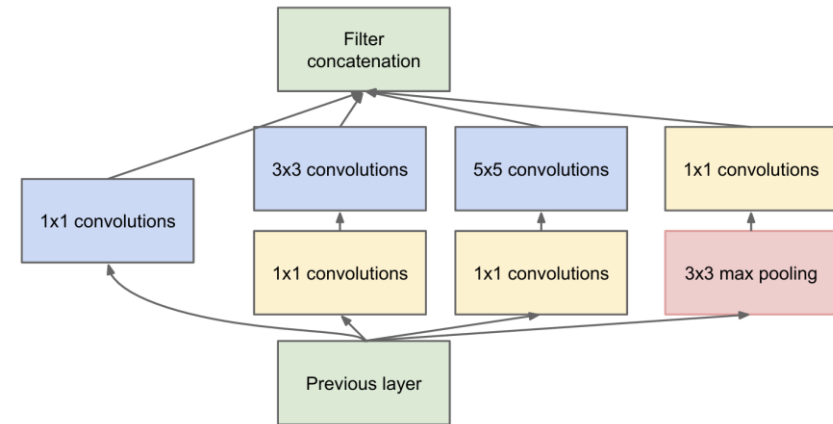 Filter
concatenation
3x3 convolutions
5x5 convolutions
1x1 convolutions
1x1 convolutions
1x1 convolutions
1x1 convolutions
3x3 max pooling
Previous layer